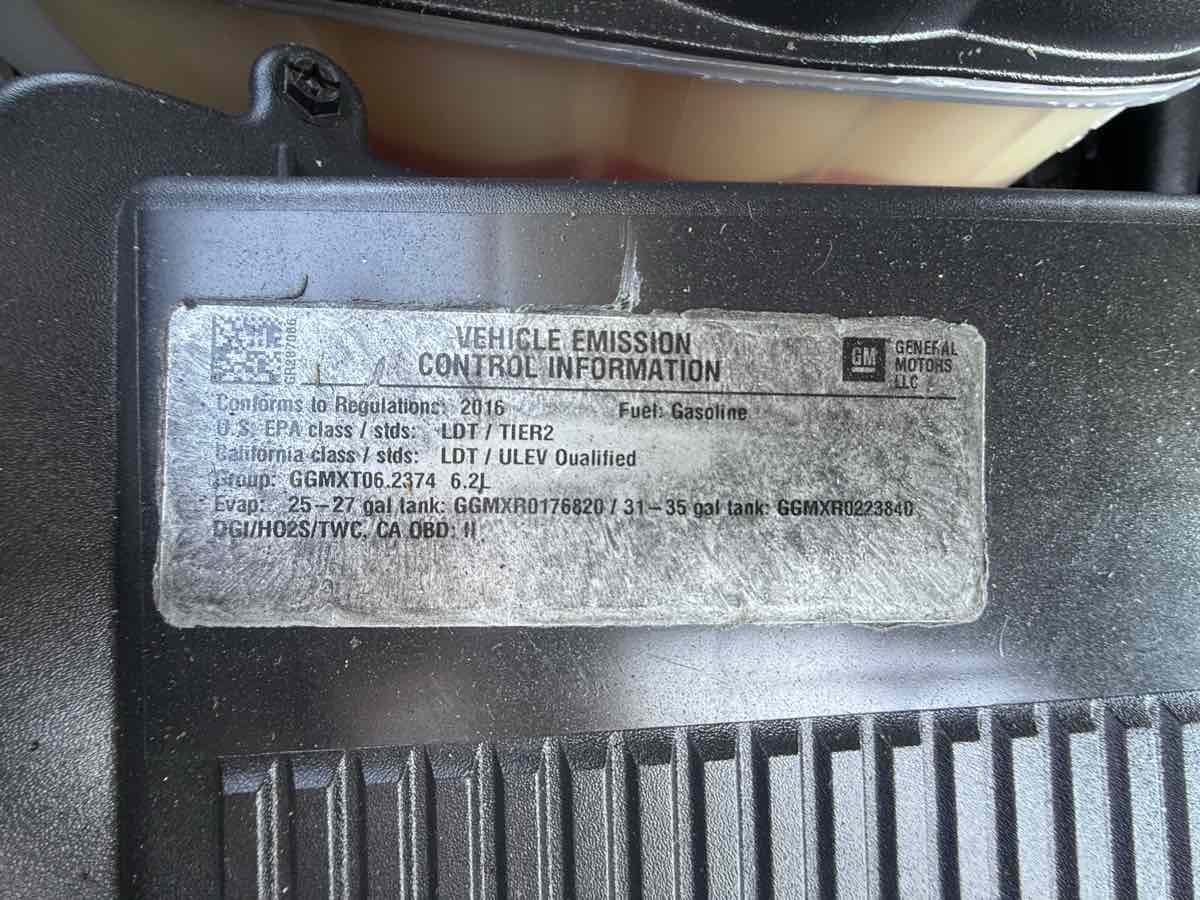 VEHICLE EMISSION
CONTROL INFORMATION
GM GENERAL
MOTORS
LLC
Conforms to Regulations: 2016 Fuel: Gasoline
U.S. EPA class / stds: LDT / TIER2
California class / stds: LDT / ULEV Qualified
Group: GGMXT06.2374 6.2L
Evap: 25–27 gal tank: GGMXR0176820 / 31–35 gal tank: GGMXR0223840
DGI/HO2S/TWC, CA OBD: II